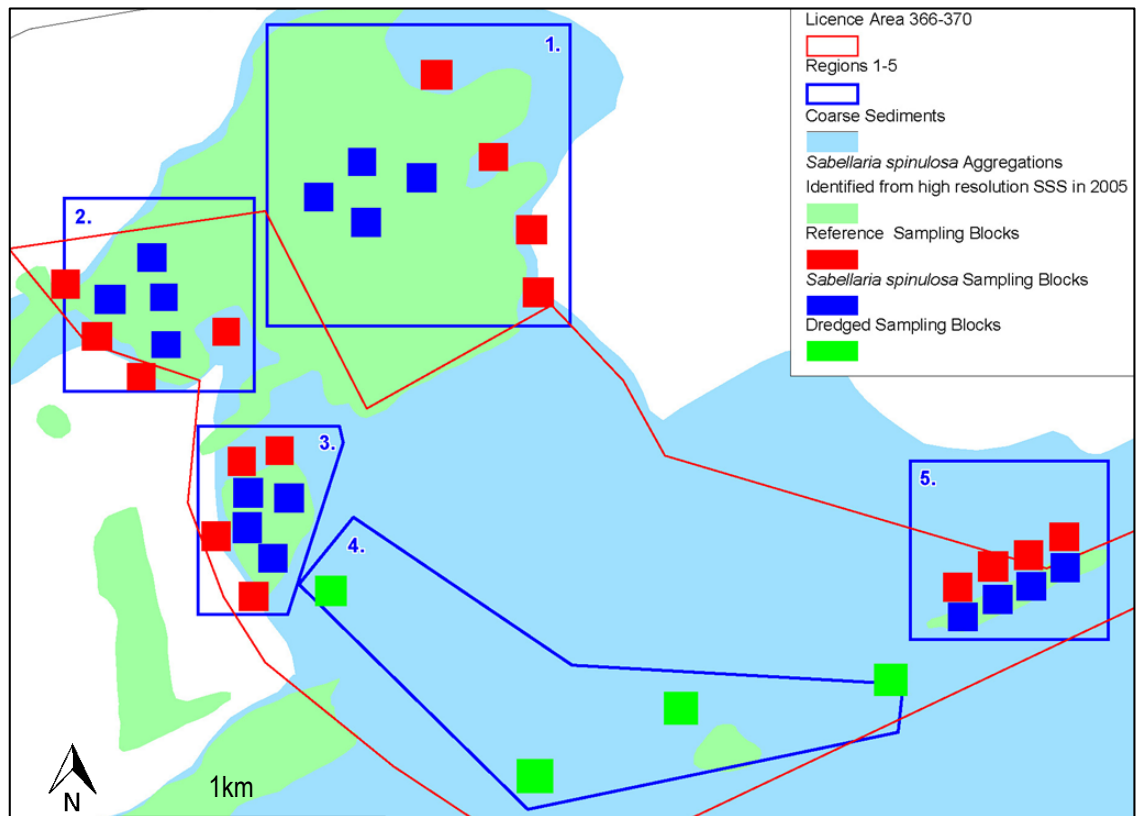 1.
2.
3.
4.
5.
Licence Area 366-370
Regions 1-5
Coarse Sediments
Sabellaria spinulosa Aggregations
Identified from high resolution SSS in 2005
Reference Sampling Blocks
Sabellaria spinulosa Sampling Blocks
Dredged Sampling Blocks
N
1km